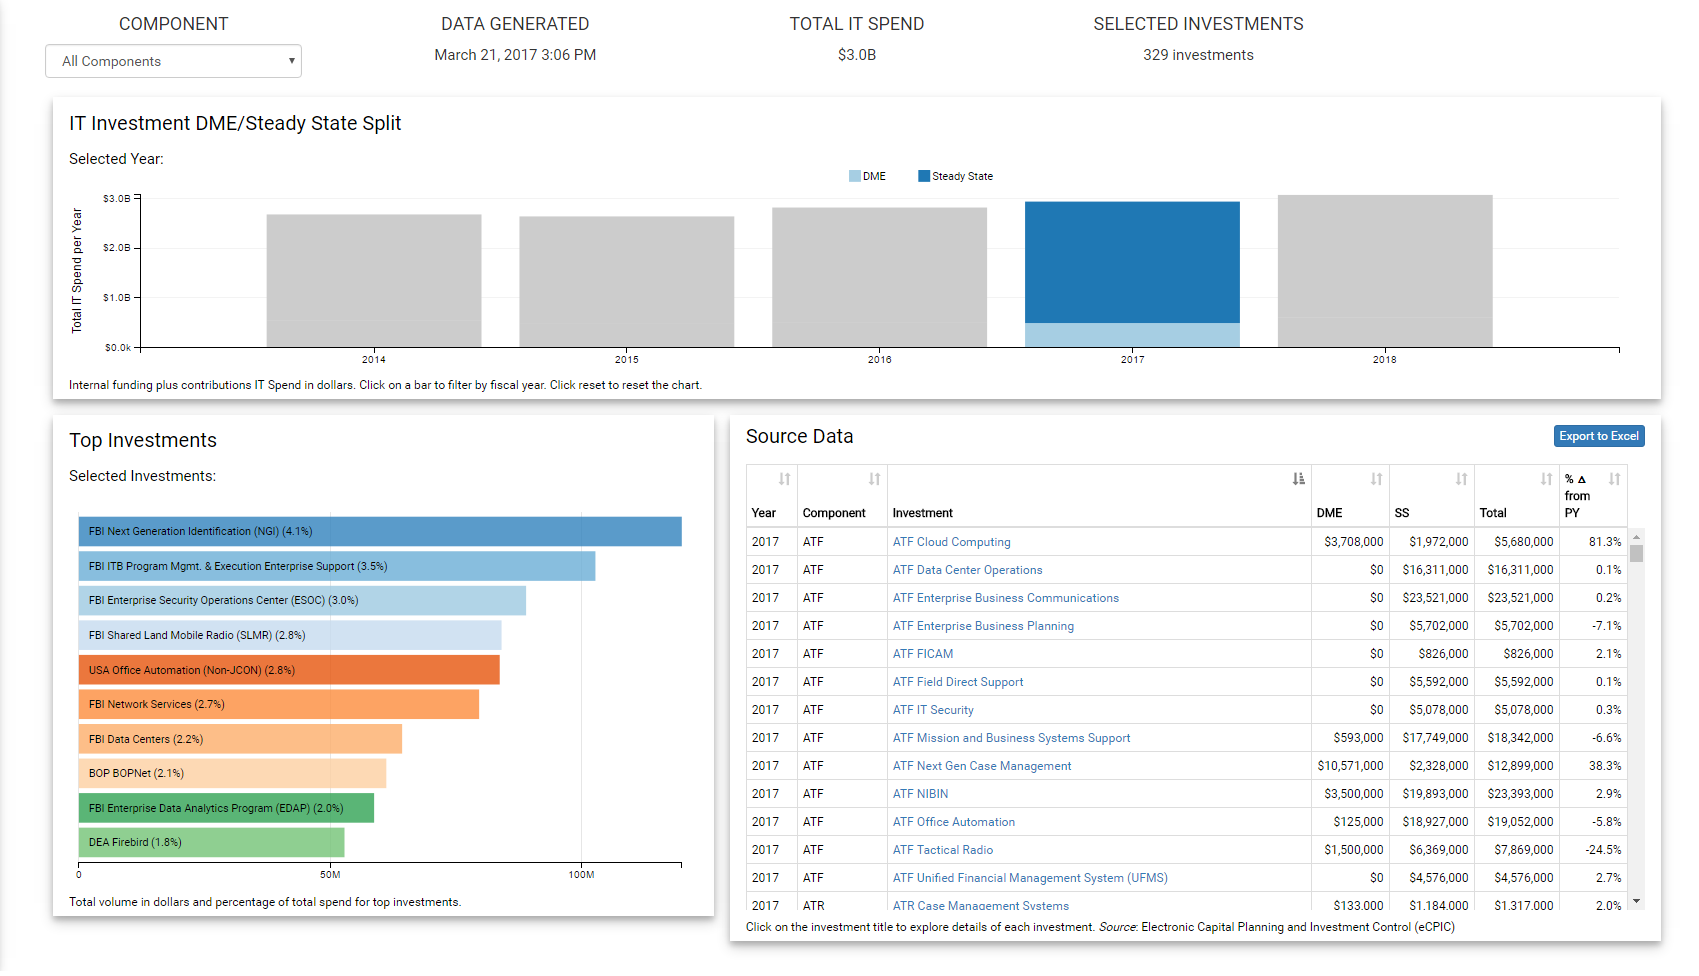 COMPONENT DATA GENERATED TOTAL IT SPEND SELECTED INVESTMENTS
All Components March 21, 2017 3:06 PM $3.0B 329 investments
IT Investment DME/Steady State Split
Selected Year:
DME Steady State
Total IT Spend per Year
$3.0B
$2.0B
$1.0B
$0.0k
2014 2015 2016 2017 2018
Internal funding plus contributions IT Spend in dollars. Click on a bar to filter by fiscal year. Click reset to reset the chart.
Top Investments
Selected Investments:
FBI Next Generation Identification (NGI) (4.1%)
FBI ITB Program Mgmt. & Execution Enterprise Support (3.5%)
FBI Enterprise Security Operations Center (ESOC) (3.0%)
FBI Shared Land Mobile Radio (SLMR) (2.8%)
USA Office Automation (Non-JCON) (2.8%)
FBI Network Services (2.7%)
FBI Data Centers (2.2%)
BOP BOPNet (2.1%)
FBI Enterprise Data Analytics Program (EDAP) (2.0%)
DEA Firebird (1.8%)
0 50M 100M
Total volume in dollars and percentage of total spend for top investments.
Source Data
Export to Excel
Year Component Investment DME SS Total % Δ from PY
2017 ATF ATF Cloud Computing $3,708,000 $1,972,000 $5,680,000 81.3%
2017 ATF ATF Data Center Operations $0 $16,311,000 $16,311,000 0.1%
2017 ATF ATF Enterprise Business Communications $0 $23,521,000 $23,521,000 0.2%
2017 ATF ATF Enterprise Business Planning $0 $5,702,000 $5,702,000 -7.1%
2017 ATF ATF FICAM $0 $826,000 $826,000 2.1%
2017 ATF ATF Field Direct Support $0 $5,592,000 $5,592,000 0.1%
2017 ATF ATF IT Security $0 $5,078,000 $5,078,000 0.3%
2017 ATF ATF Mission and Business Systems Support $593,000 $17,749,000 $18,342,000 -6.6%
2017 ATF ATF Next Gen Case Management $10,571,000 $2,328,000 $12,899,000 38.3%
2017 ATF ATF NIBIN $3,500,000 $19,893,000 $23,393,000 2.9%
2017 ATF ATF Office Automation $125,000 $18,927,000 $19,052,000 -5.8%
2017 ATF ATF Tactical Radio $1,500,000 $6,369,000 $7,869,000 -24.5%
2017 ATF ATF Unified Financial Management System (UFMS) $0 $4,576,000 $4,576,000 2.7%
2017 ATR ATR Case Management Systems $133,000 $1,184,000 $1,317,000 2.0%
Click on the investment title to explore details of each investment. Source: Electronic Capital Planning and Investment Control (eCPIC)